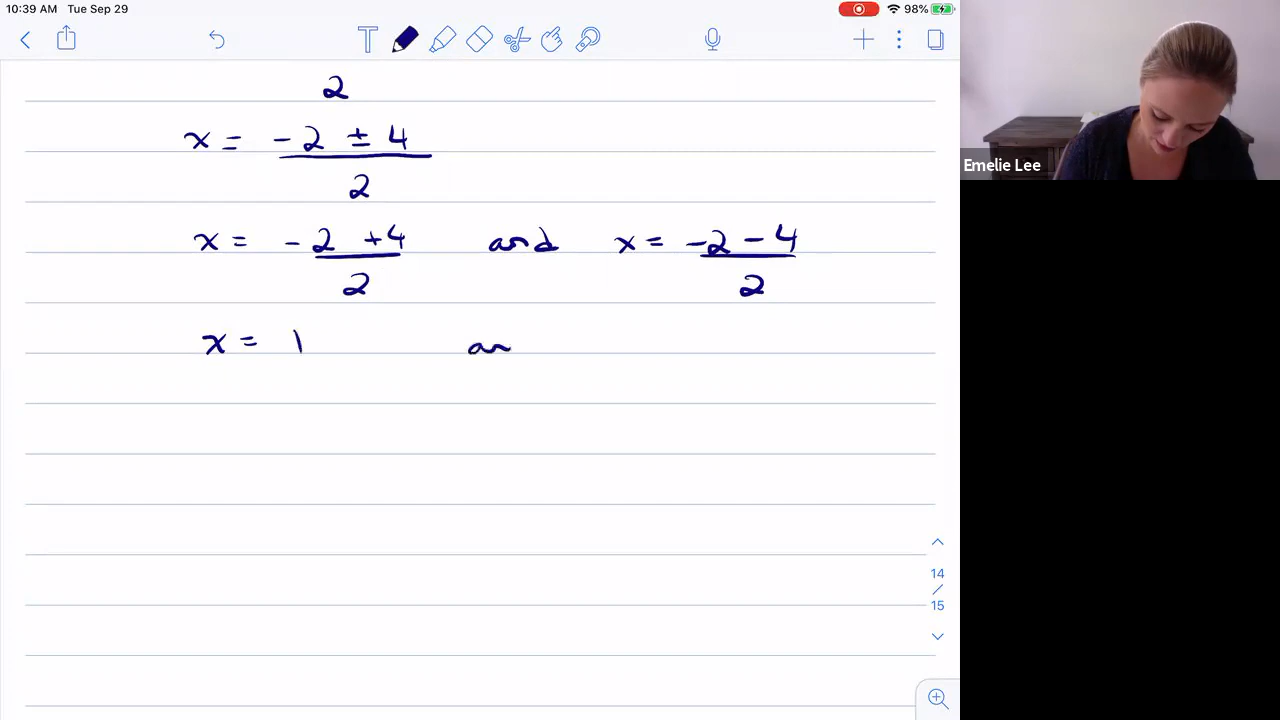 10:39 AM Tue Sep 29 98%
T
2
x = -2 ± 4
2
x = -2 +4 and x = -2 - 4
2 2
x = 1 an
14
/
15
Emelie Lee